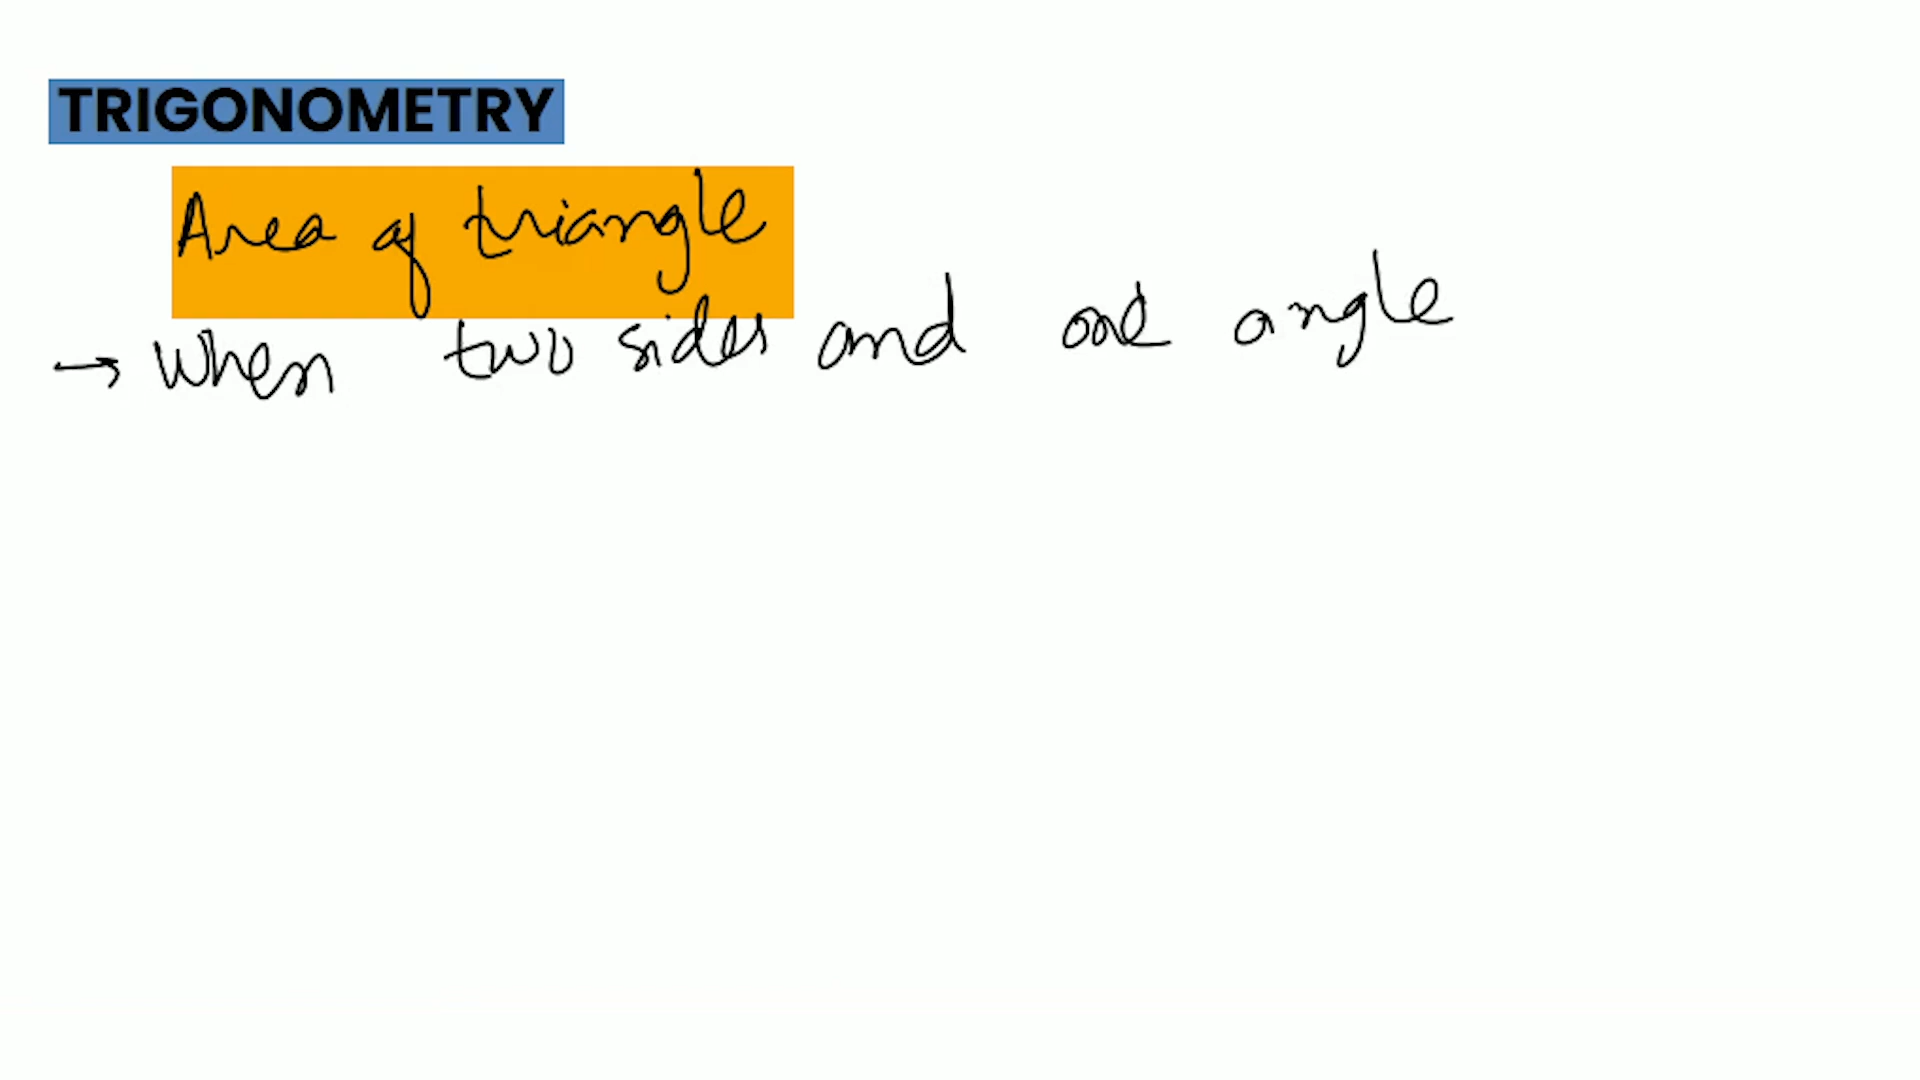 TRIGONOMETRY
Area of triangle
→ When two sides and one angle